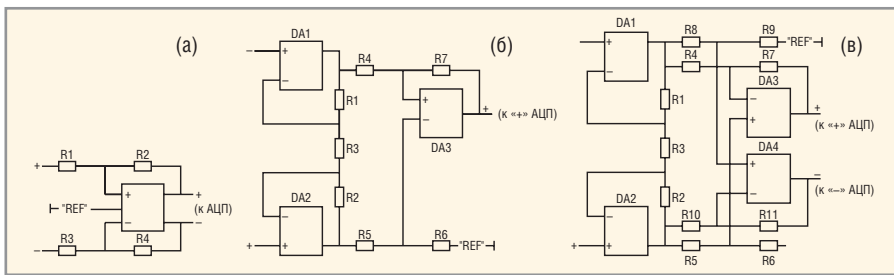 (а)
+
R1
R2
+
"REF"
+
−
(к АЦП)
−
−
R3
R4
(б)
DA1
−
+
−
R4
R7
R1
+
−
+
(к «+» АЦП)
DA3
R3
R2
DA2
−
+
+
R5
R6
"REF"
(в)
DA1
+
−
R8
R9
"REF"
R4
R7
DA3
R1
−
+
+
(к «+» АЦП)
R3
DA4
+
−
−
(к «–» АЦП)
R2
DA2
−
+
+
R10
R11
R5
R6